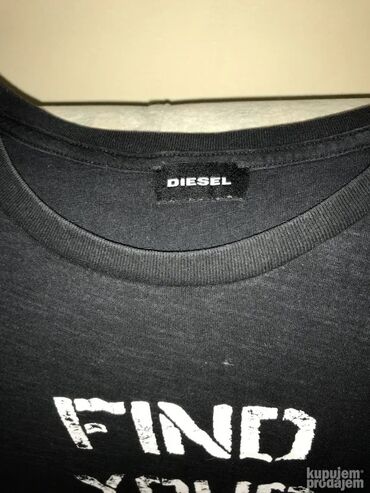 DIESEL
FIND
kupujem
prodajem